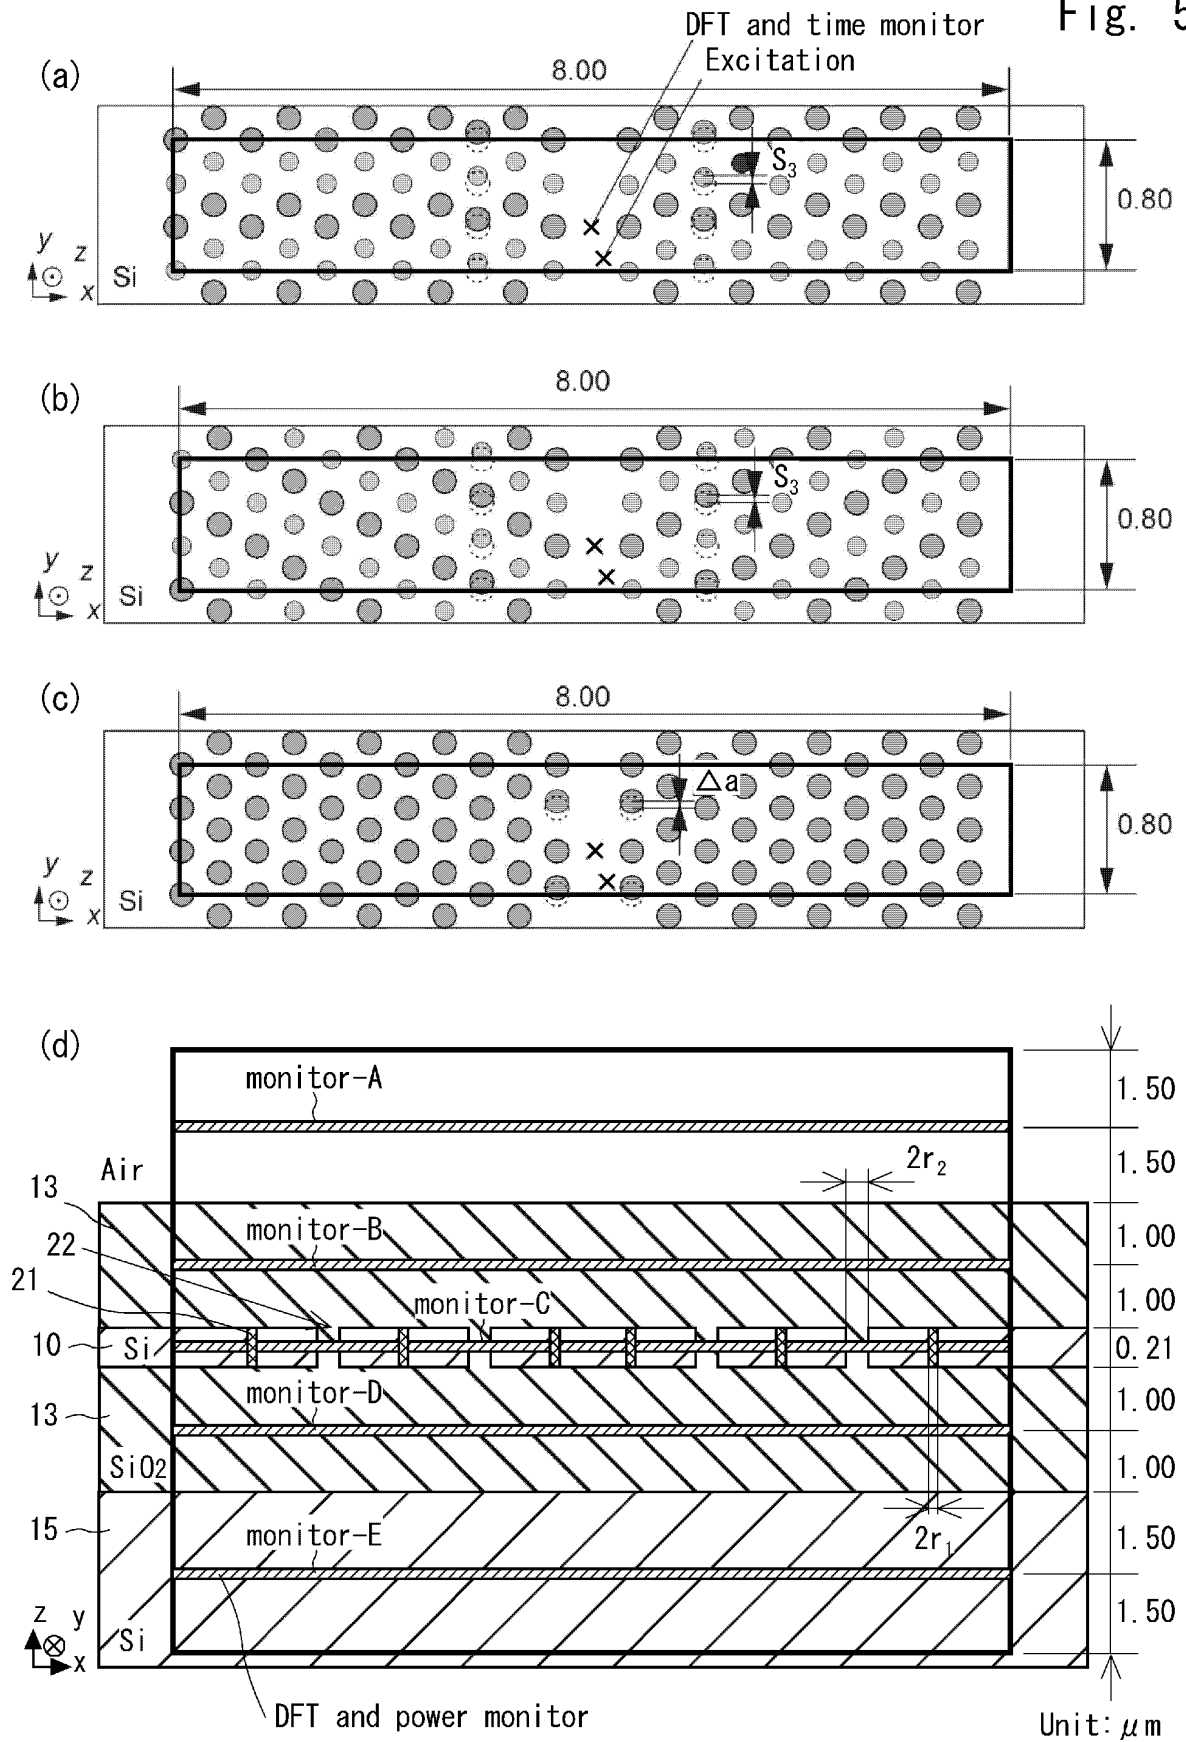 Fig. 5
DFT and time monitor
Excitation
(a)
8.00
S3
0.80
y
z
x
Si
(b)
8.00
S3
0.80
y
z
x
Si
(c)
8.00
△a
0.80
y
z
x
Si
(d)
monitor-A
1.50
Air
2r2
1.50
13
monitor-B
1.00
22
21
monitor-C
1.00
10
Si
0.21
monitor-D
1.00
13
SiO2
1.00
15
monitor-E
2r1
1.50
z
y
x
Si
1.50
DFT and power monitor
Unit: μm